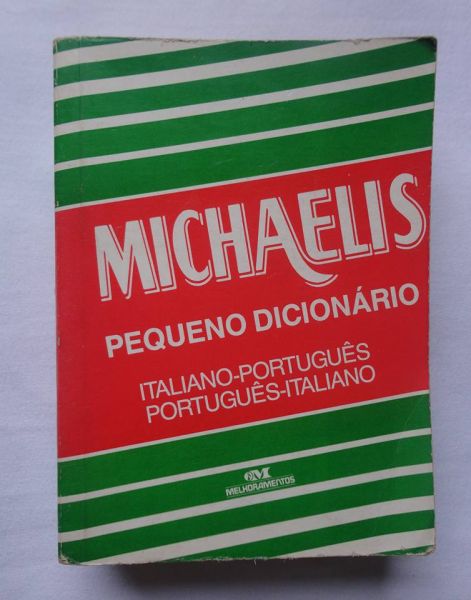 MICHAELIS
PEQUENO DICIONÁRIO
ITALIANO-PORTUGUÊS
PORTUGUÊS-ITALIANO
MELHORAMENTOS